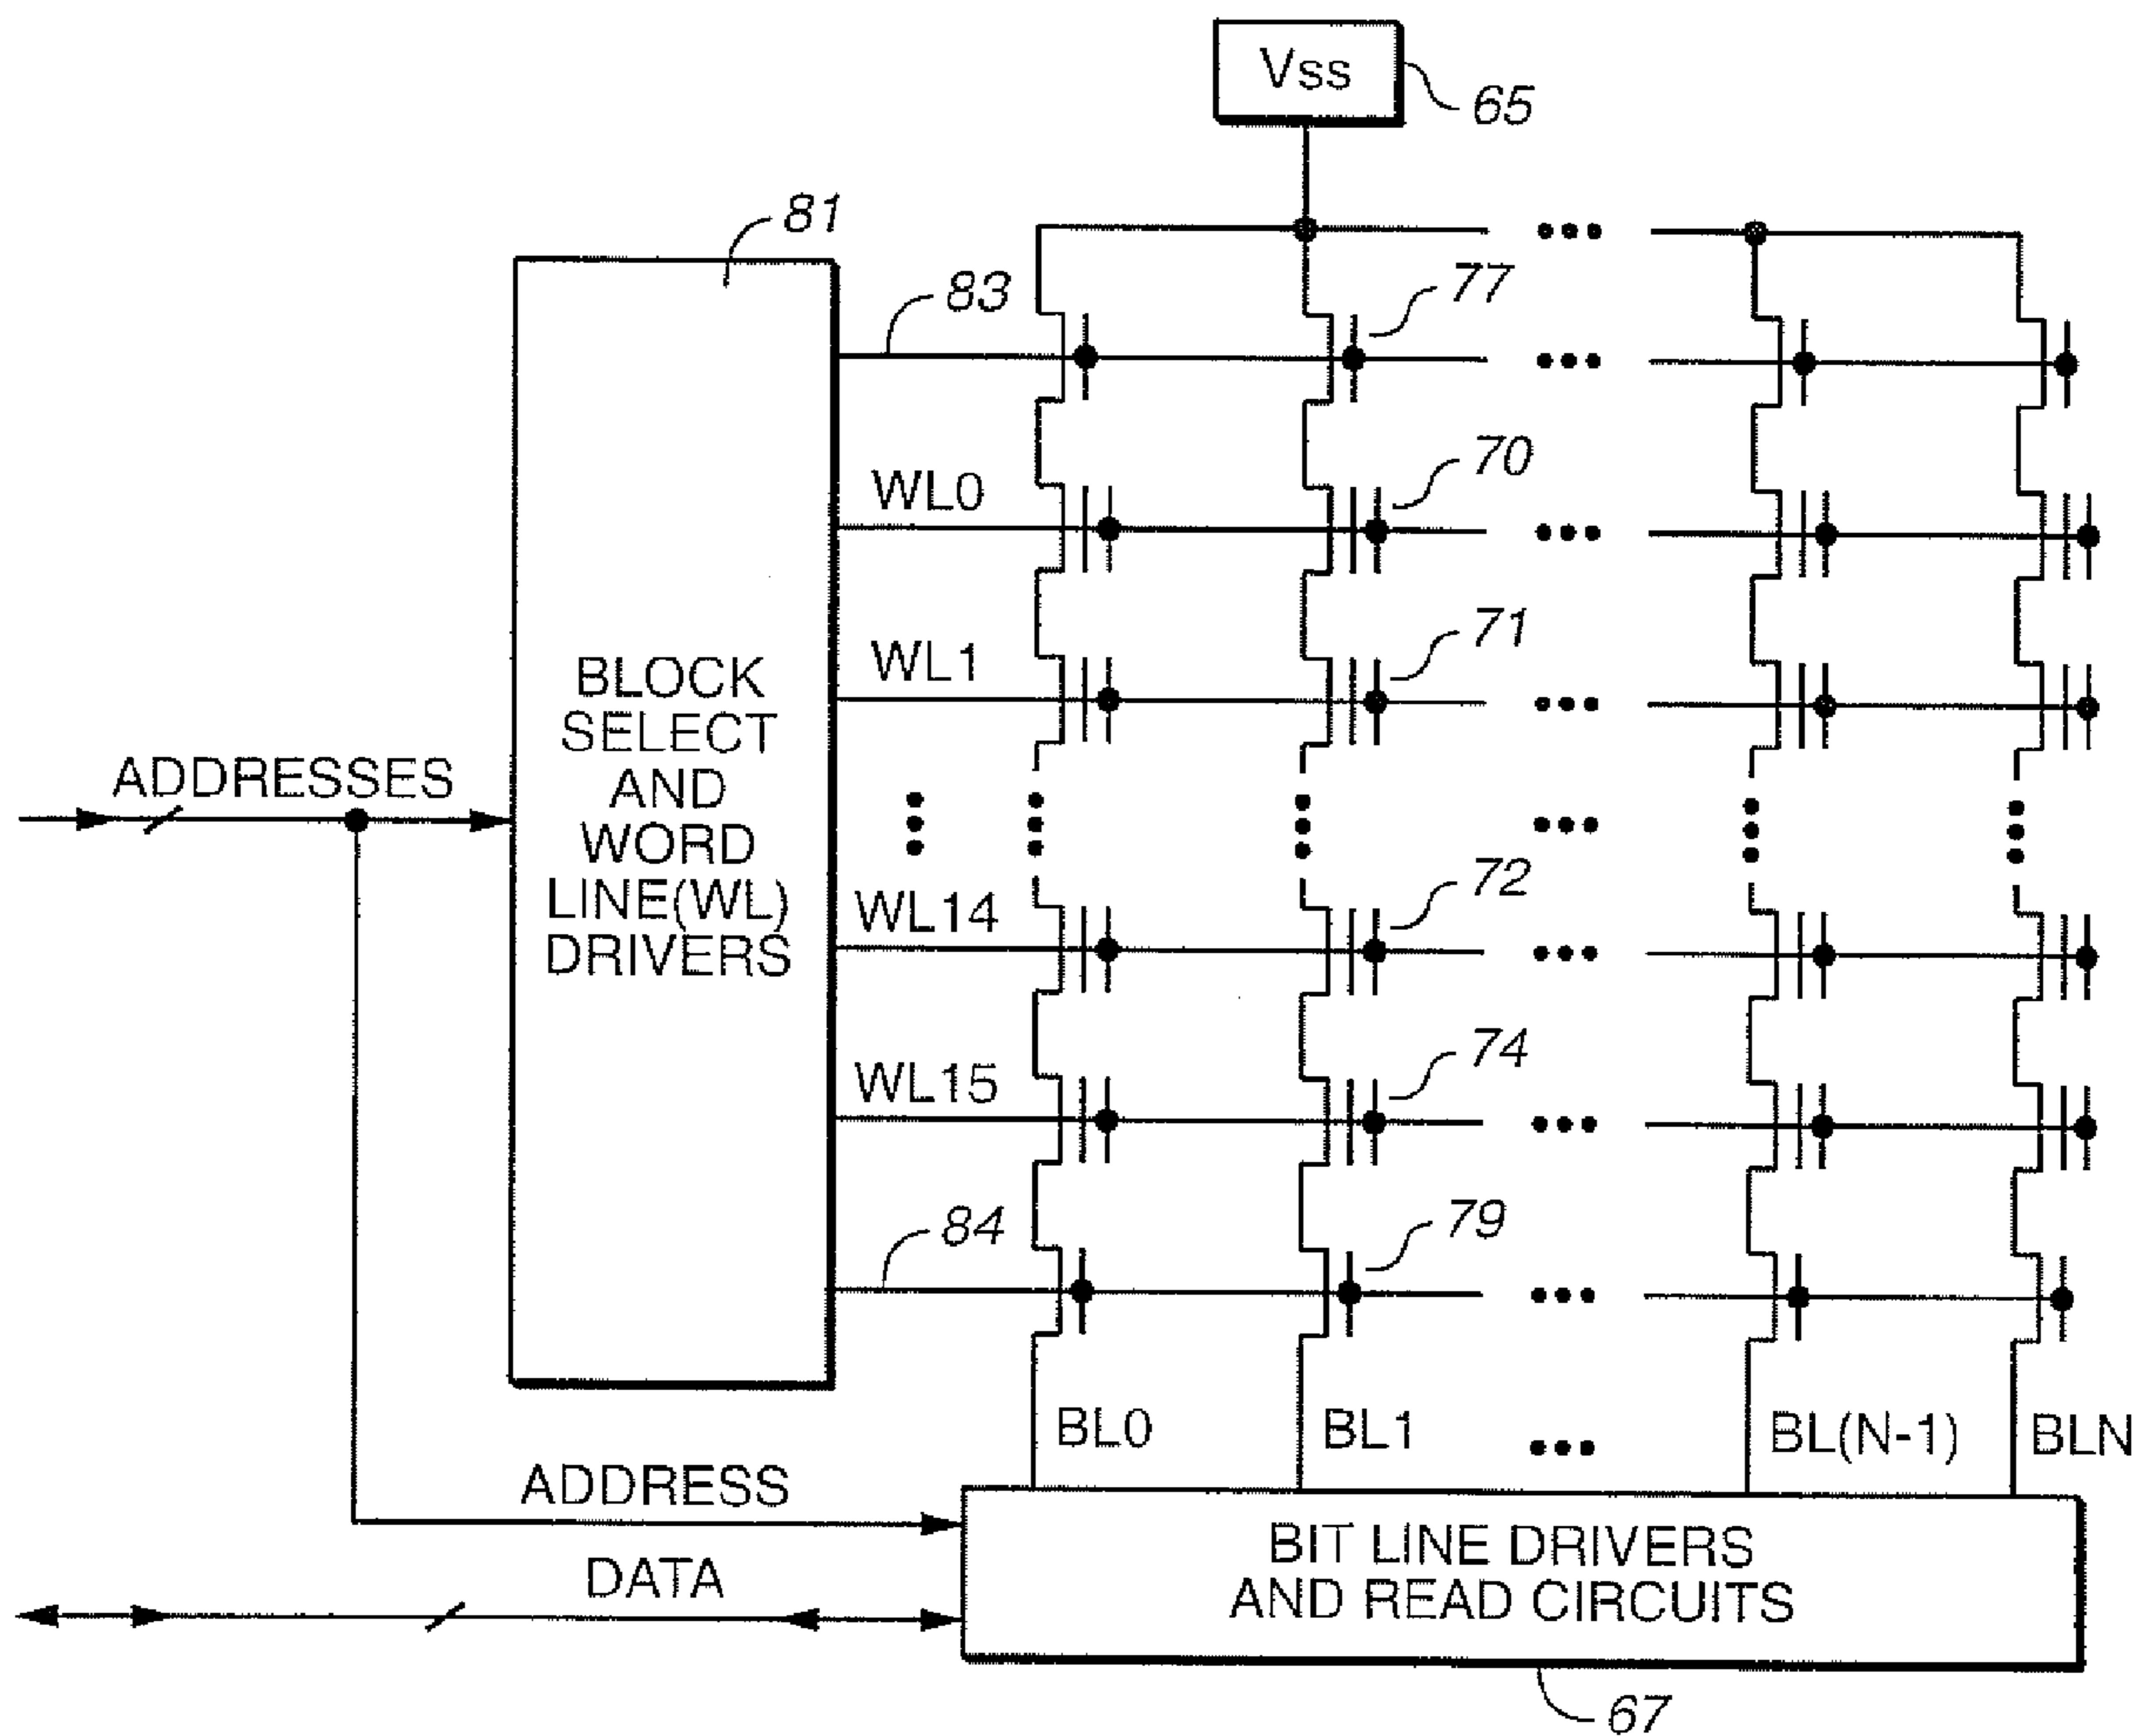 Vss
65
81
83
77
WL0
70
WL1
71
BLOCK
SELECT
AND
WORD
LINE(WL)
DRIVERS
ADDRESSES
WL14
72
WL15
74
84
79
BL0
BL1
BL(N-1)
BLN
ADDRESS
DATA
BIT LINE DRIVERS
AND READ CIRCUITS
67